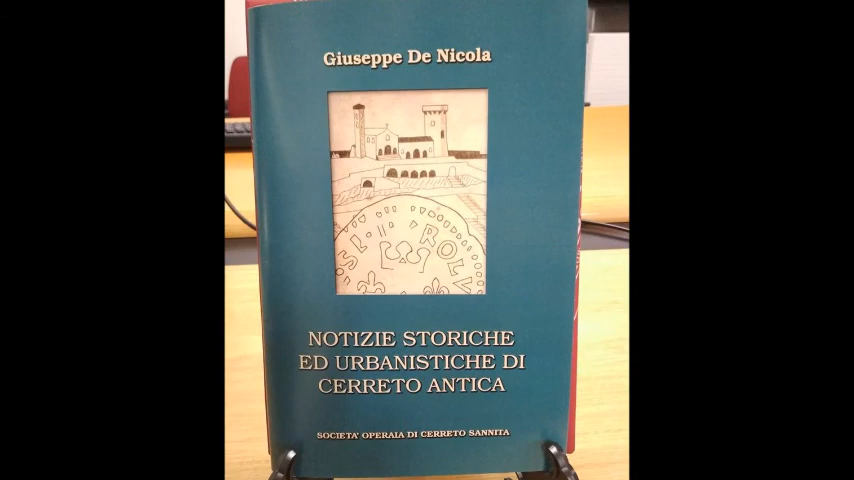 Giuseppe De Nicola
NOTIZIE STORICHE
ED URBANISTICHE DI
CERRETO ANTICA
SOCIETA' OPERAIA DI CERRETO SANNITA